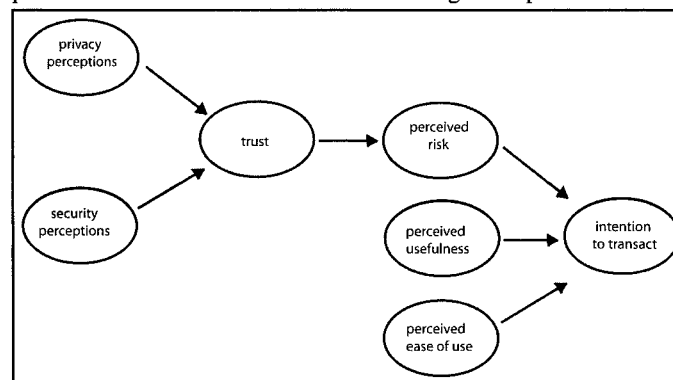 privacy
perceptions
trust
perceived
risk
security
perceptions
perceived
usefulness
intention
to transact
perceived
ease of use